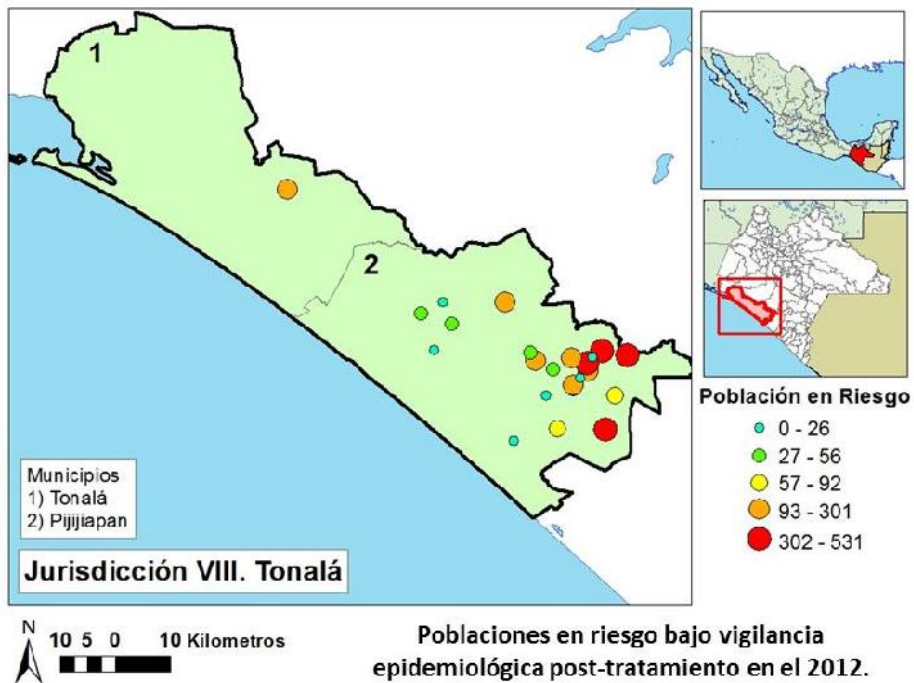 1
2
Municipios
1) Tonalá
2) Pijijiapan
Jurisdicción VIII. Tonalá
Población en Riesgo
0 - 26
27 - 56
57 - 92
93 - 301
302 - 531
N
10 5 0 10 Kilometros
Poblaciones en riesgo bajo vigilancia
epidemiológica post-tratamiento en el 2012.